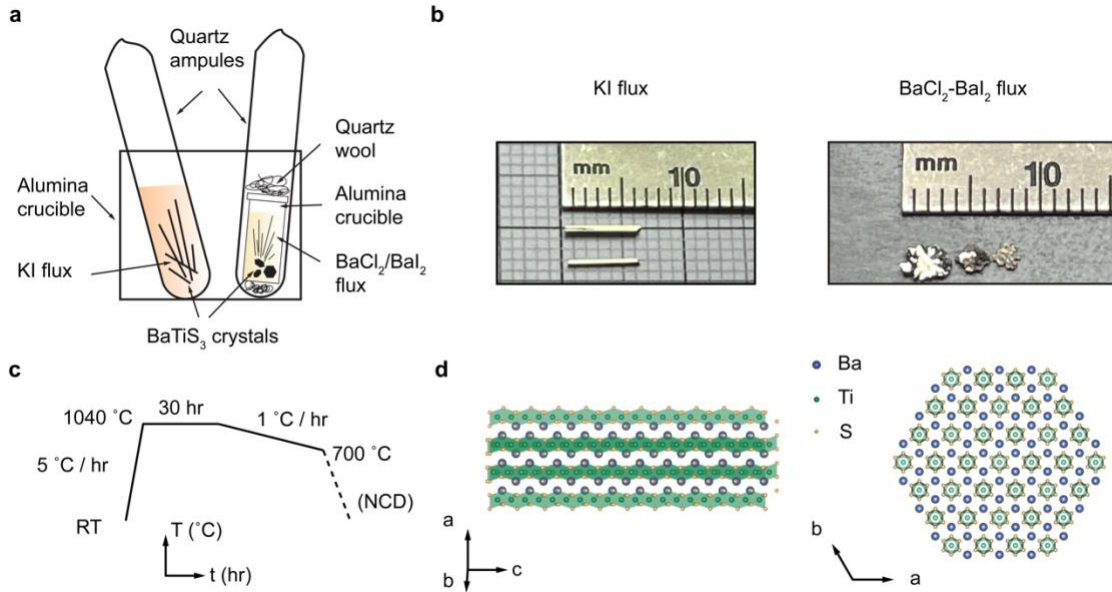 a
Quartz
ampules
Quartz
wool
Alumina
crucible
Alumina
crucible
KI flux
BaCl₂/BaI₂
flux
BaTiS₃ crystals
b
KI flux
mm
10
BaCl₂-BaI₂ flux
mm
10
c
1040 ˚C
30 hr
1 ˚C / hr
5 ˚C / hr
700 ˚C
(NCD)
RT
T (˚C)
t (hr)
d
a
b
c
Ba
Ti
S
b
a